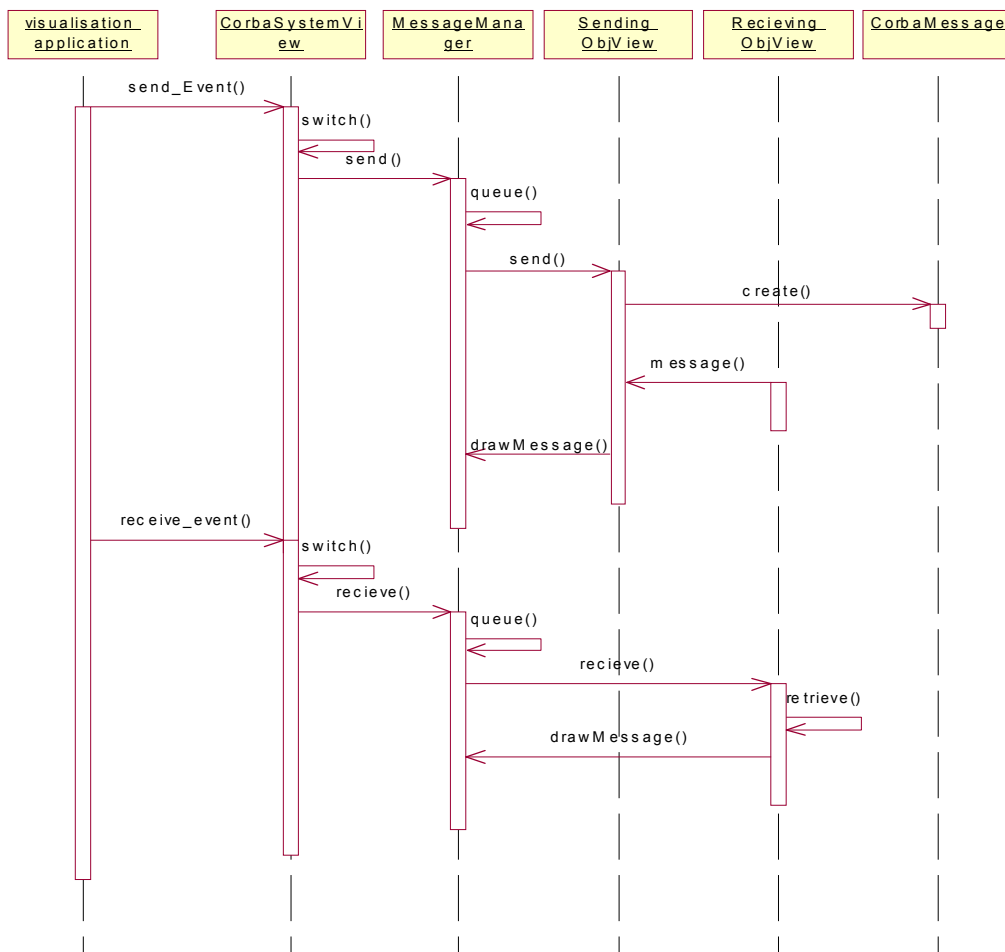 visualisation
application
CorbaSystemVi
ew
MessageMana
ger
Sending
ObjView
Recieving
ObjView
CorbaMessage
send_Event()
switch()
send()
queue()
send()
create()
message()
drawMessage()
receive_event()
switch()
recieve()
queue()
recieve()
retrieve()
drawMessage()